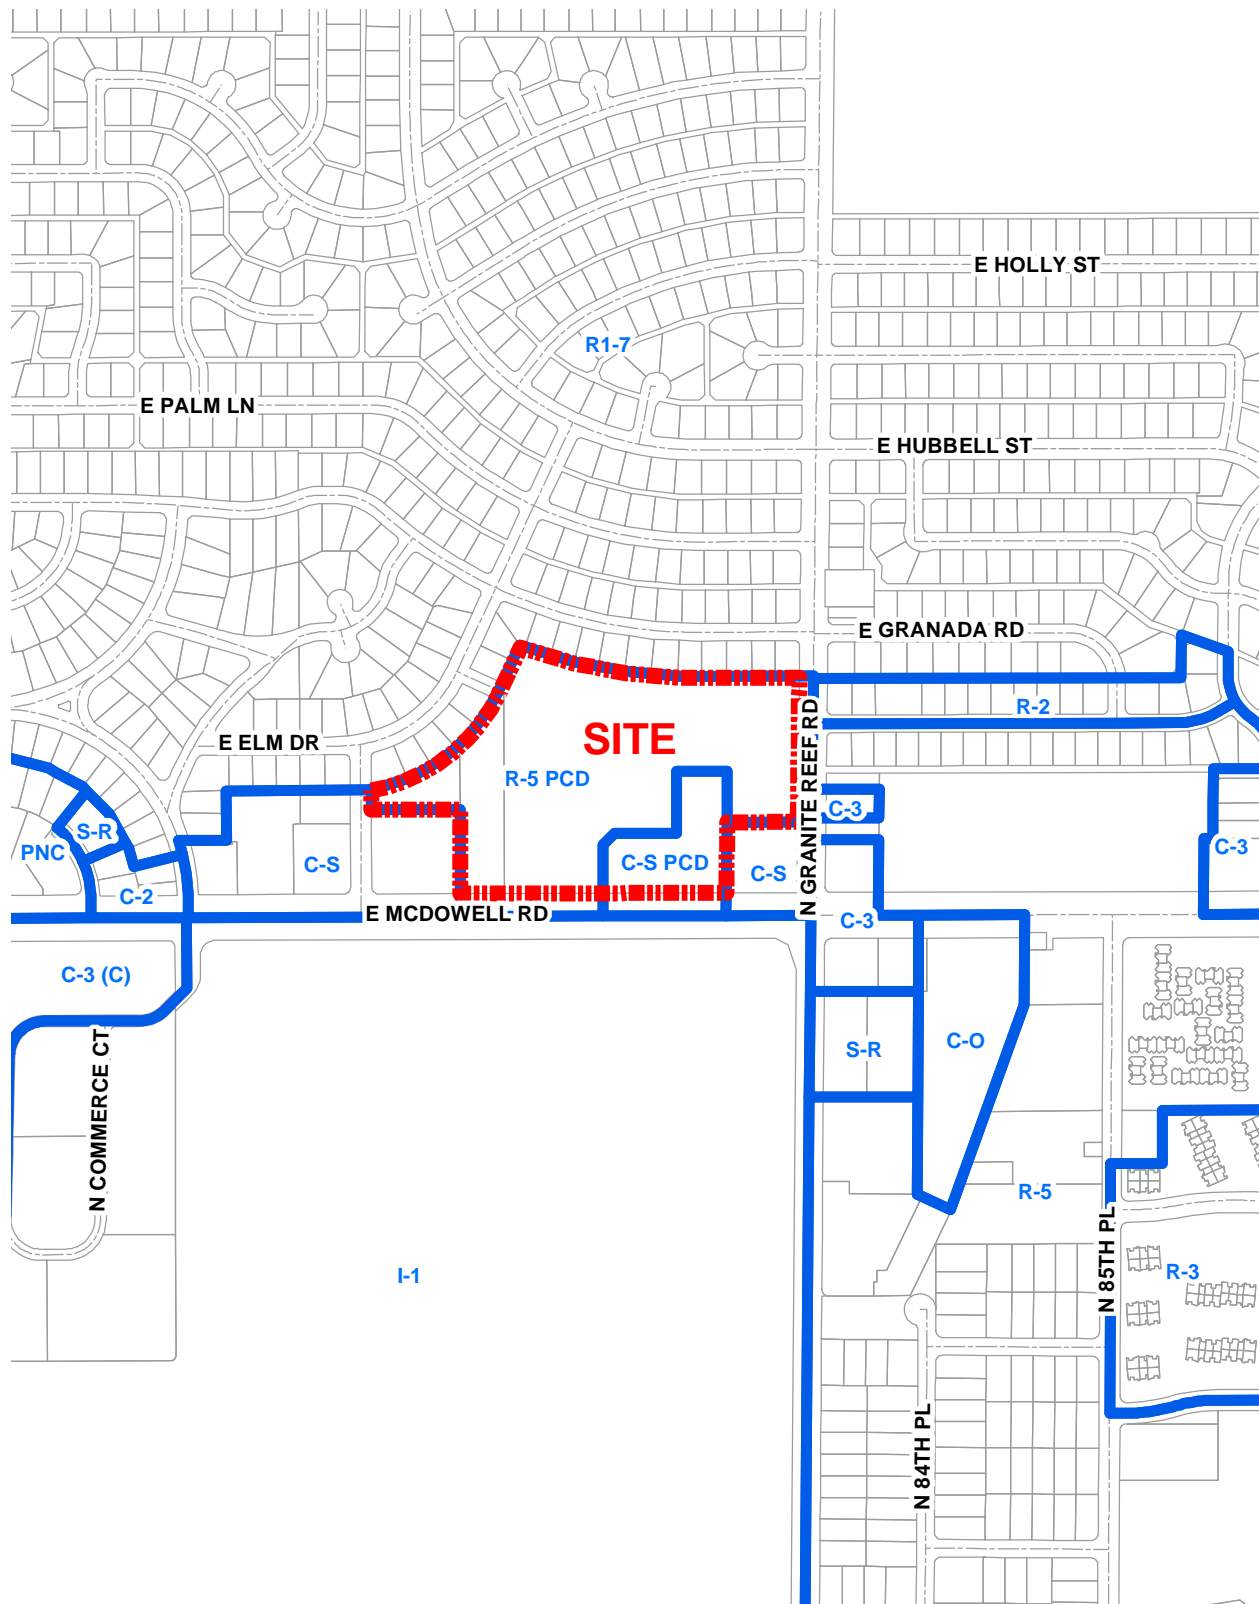 E HOLLY ST
R1-7
E PALM LN
E HUBBELL ST
E GRANADA RD
R-2
SITE
E ELM DR
N GRANITE REEF RD
R-5 PCD
C-3
S-R
PNC
C-3
C-S
C-S PCD
C-S
C-2
E MCDOWELL RD
C-3
C-3 (C)
C-O
S-R
N COMMERCE CT
R-5
N 85TH PL
R-3
I-1
N 84TH PL